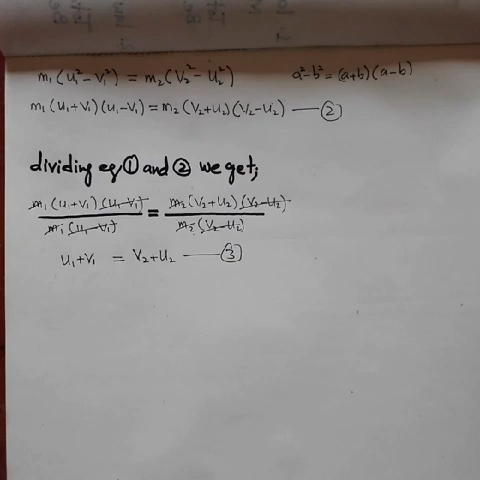 m₁(u₁²-v₁²) = m₂(v₂²-u₂²) a²-b²=(a+b)(a-b)
m₁(u₁+v₁)(u₁-v₁)=m₂(v₂+u₂)(v₂-u₂) — ②
dividing eq ① and ② we get;
m₁(u₁+v₁)(u₁-v₁) = m₂(v₂+u₂)(v₂-u₂)
m₁(u₁-v₁) m₂(v₂-u₂)
u₁+v₁ = v₂+u₂ — ③